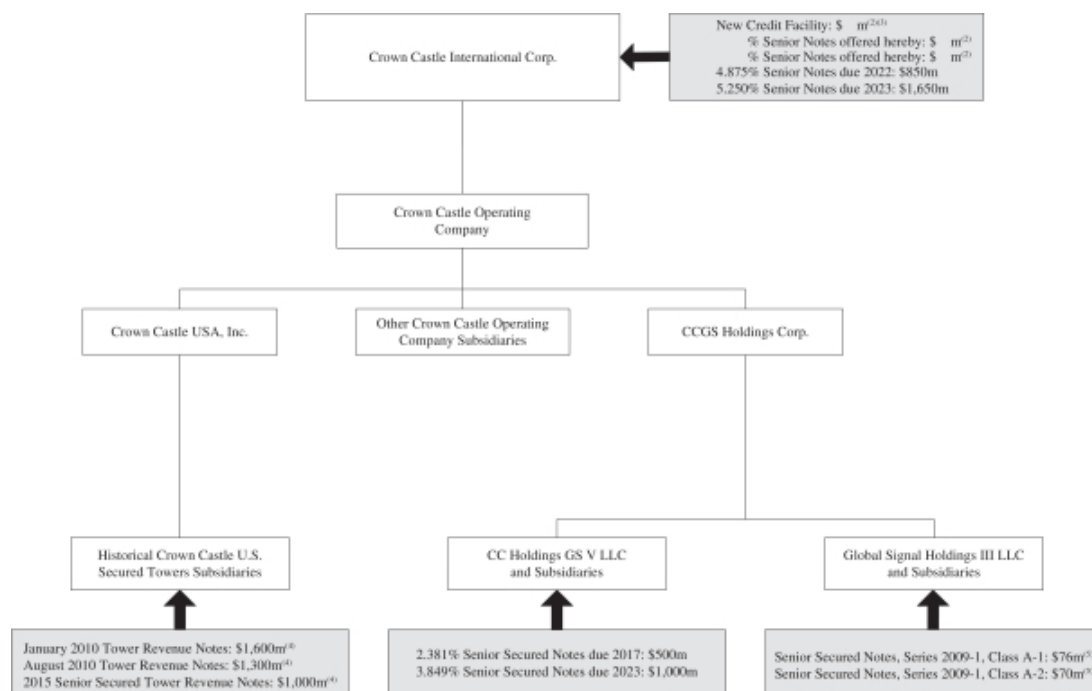 Crown Castle International Corp.
New Credit Facility: $ m(2)(3)
% Senior Notes offered hereby: $ m(2)
% Senior Notes offered hereby: $ m(2)
4.875% Senior Notes due 2022: $850m
5.250% Senior Notes due 2023: $1,650m
Crown Castle Operating
Company
Crown Castle USA, Inc.
Other Crown Castle Operating
Company Subsidiaries
CCGS Holdings Corp.
Historical Crown Castle U.S.
Secured Towers Subsidiaries
CC Holdings GS V LLC
and Subsidiaries
Global Signal Holdings III LLC
and Subsidiaries
January 2010 Tower Revenue Notes: $1,600m(4)
August 2010 Tower Revenue Notes: $1,300m(4)
2015 Senior Secured Tower Revenue Notes: $1,000m(4)
2.381% Senior Secured Notes due 2017: $500m
3.849% Senior Secured Notes due 2023: $1,000m
Senior Secured Notes, Series 2009-1, Class A-1: $76m(5)
Senior Secured Notes, Series 2009-1, Class A-2: $70m(5)